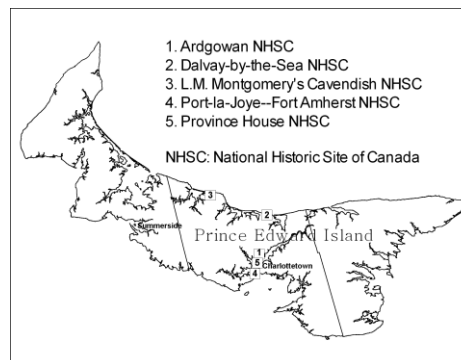 1. Ardgowan NHSC
2. Dalvay-by-the-Sea NHSC
3. L.M. Montgomery's Cavendish NHSC
4. Port-la-Joye--Fort Amherst NHSC
5. Province House NHSC
NHSC: National Historic Site of Canada
3
2
Summerside
Prince Edward Island
1
5
Charlottetown
4